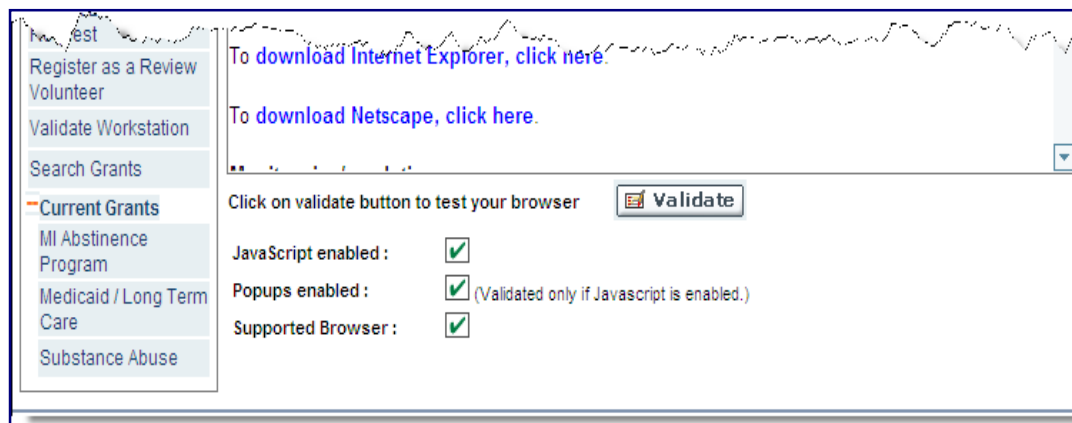 Register as a Review
Volunteer
Validate Workstation
Search Grants
Current Grants
MI Abstinence
Program
Medicaid / Long Term
Care
Substance Abuse
To download Internet Explorer, click here.
To download Netscape, click here.
Click on validate button to test your browser
Validate
JavaScript enabled :
Popups enabled : (Validated only if Javascript is enabled.)
Supported Browser :